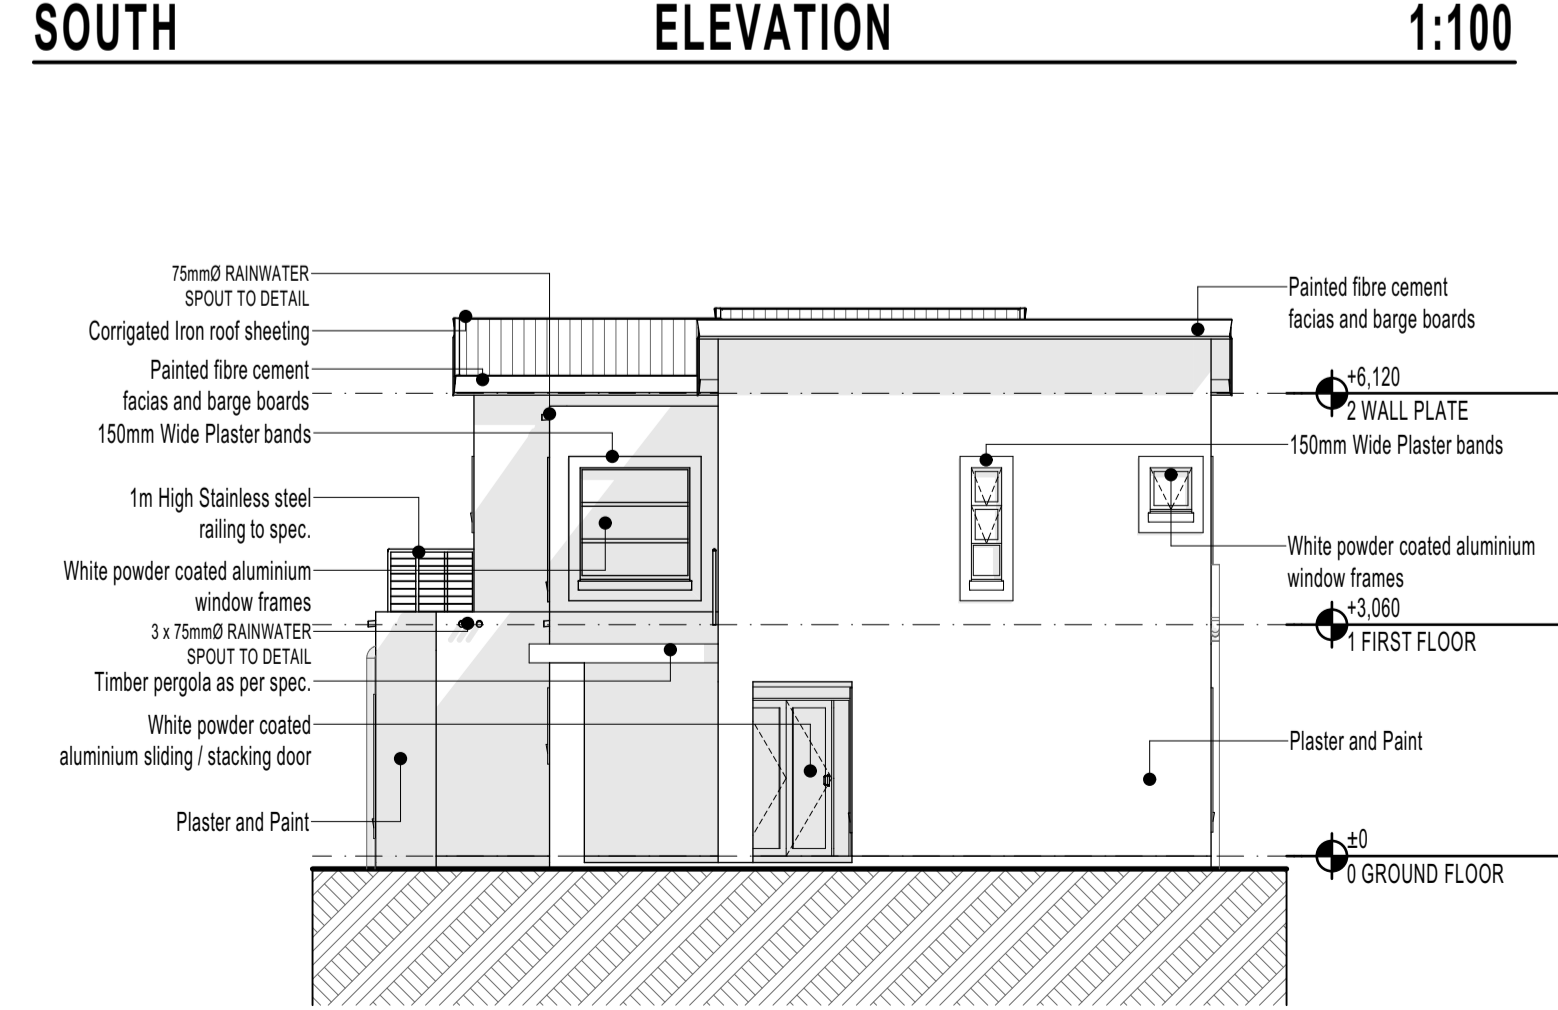 SOUTH ELEVATION 1:100
75mmØ RAINWATER
SPOUT TO DETAIL
Corrigated Iron roof sheeting
Painted fibre cement
facias and barge boards
150mm Wide Plaster bands
1m High Stainless steel
railing to spec.
White powder coated aluminium
window frames
3 x 75mmØ RAINWATER
SPOUT TO DETAIL
Timber pergola as per spec.
White powder coated
aluminium sliding / stacking door
Plaster and Paint
Painted fibre cement
facias and barge boards
+6,120
2 WALL PLATE
150mm Wide Plaster bands
White powder coated aluminium
window frames
+3,060
1 FIRST FLOOR
Plaster and Paint
±0
0 GROUND FLOOR